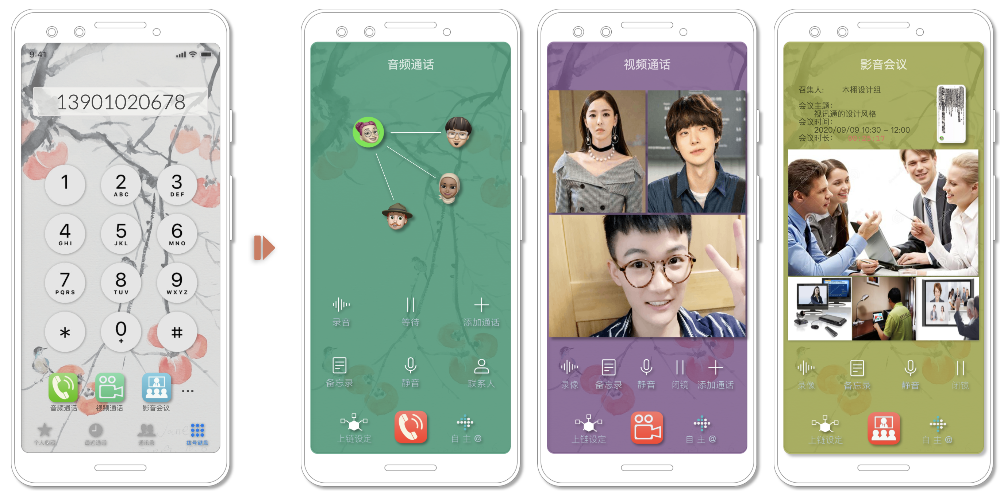 9:41
13901020678
1
2
ABC
3
DEF
4
GHI
5
JKL
6
MNO
7
PQRS
8
TUV
9
WXYZ
*
0
+
#
音频通话
视频通话
影音会议
...
个人收藏
最近通话
通讯录
拨号键盘
音频通话
录音
等待
添加通话
备忘录
静音
联系人
上链设定
自 主 @
视频通话
录像
备忘录
静音
闭镜
添加通话
上链设定
自 主 @
影音会议
召集人: 木栩设计组
会议主题:
视讯通的设计风格
会议时间:
2020/09/09 10:30 – 12:00
会议时长: 00:25:17
录像
备忘录
静音
闭镜
上链设定
自 主 @